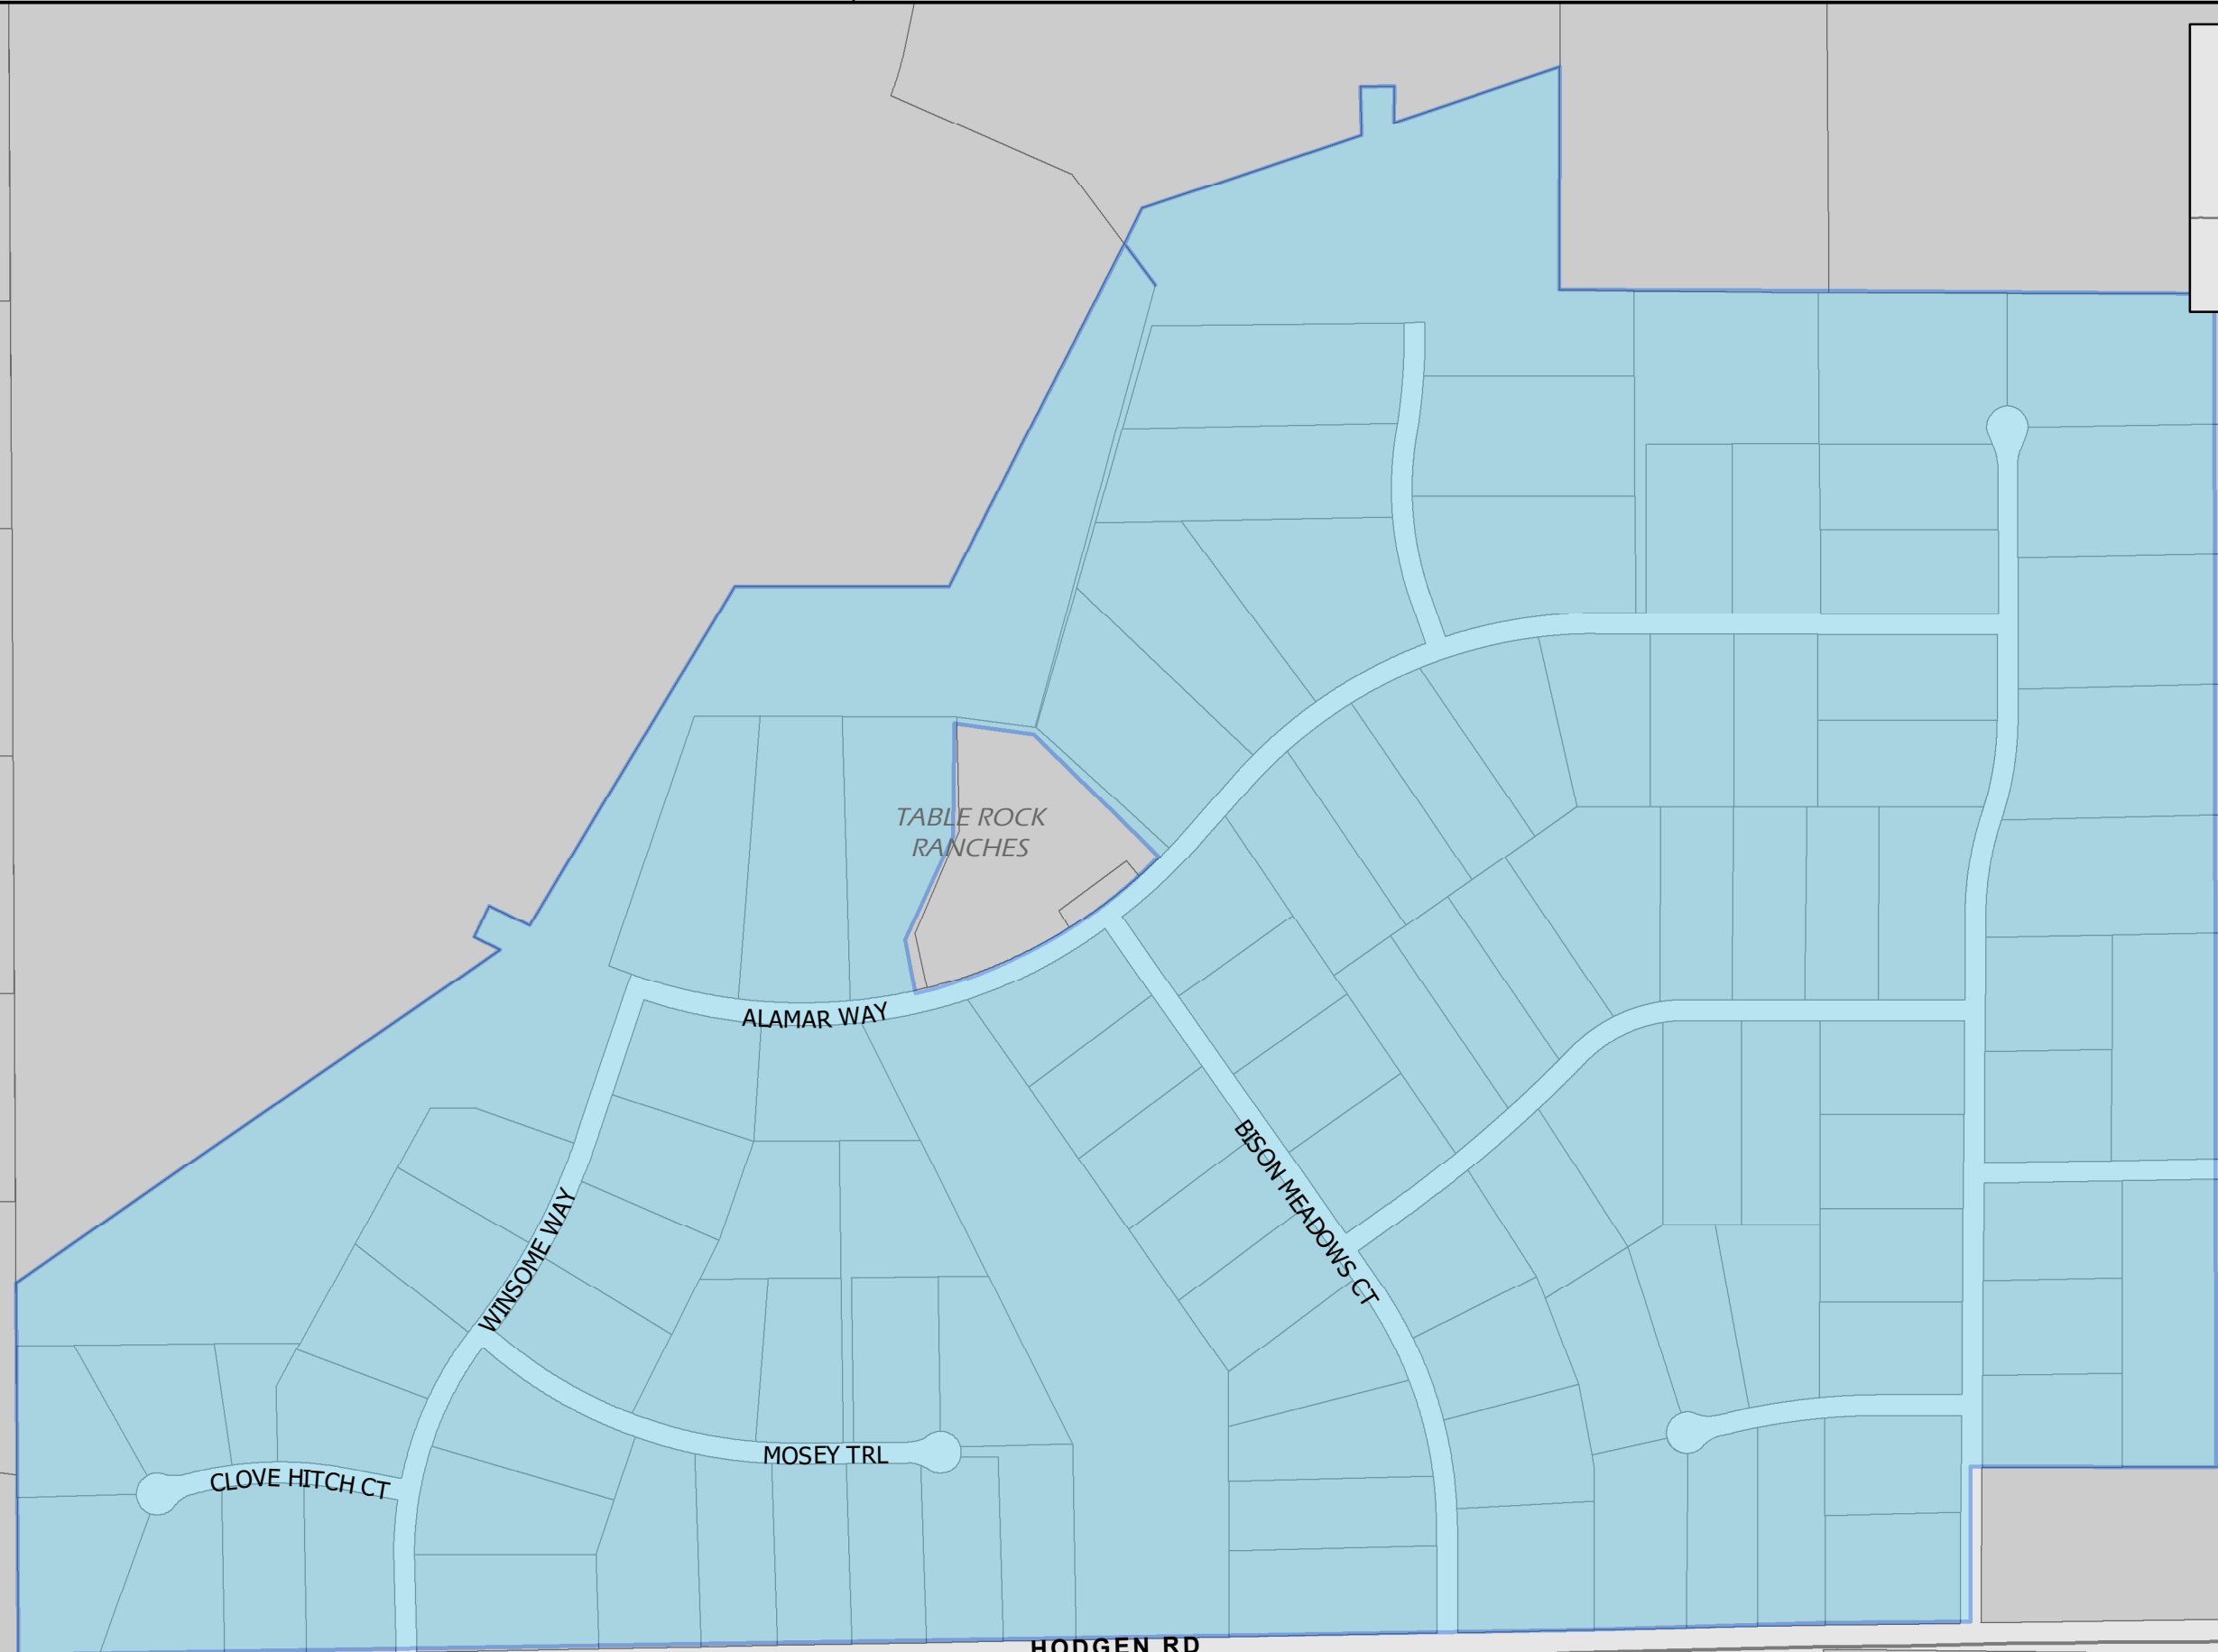 TABLE ROCK
RANCHES
ALAMAR WAY
BISON MEADOWS CT
WINSOME WAY
MOSEY TRL
CLOVE HITCH CT
HODGEN RD